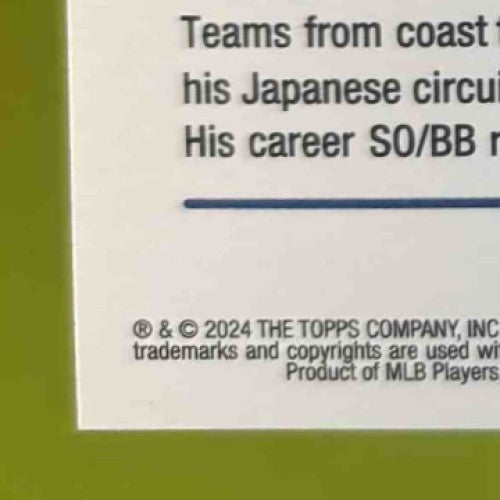 Teams from coast
his Japanese circui
His career SO/BB
® & © 2024 THE TOPPS COMPANY, INC
trademarks and copyrights are used wi
Product of MLB Players